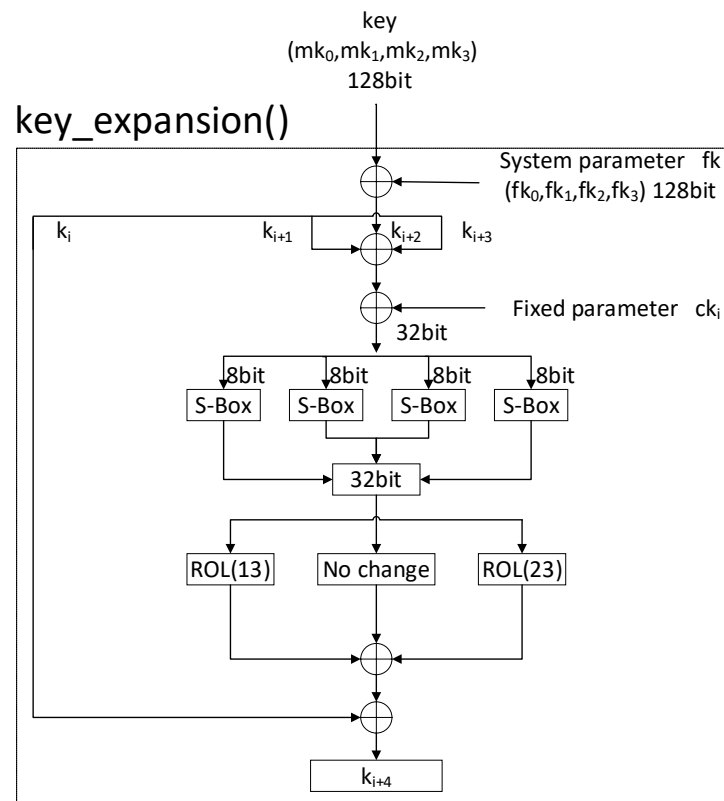 key
(mk₀,mk₁,mk₂,mk₃)
128bit
key_expansion()
System parameter fk
(fk₀,fk₁,fk₂,fk₃) 128bit
kᵢ kᵢ₊₁ kᵢ₊₂ kᵢ₊₃
Fixed parameter ckᵢ
32bit
8bit 8bit 8bit 8bit
S-Box S-Box S-Box S-Box
32bit
ROL(13) No change ROL(23)
kᵢ₊₄